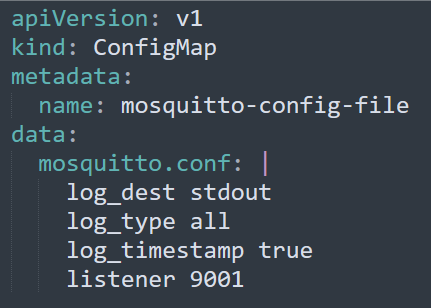 apiVersion: v1
kind: ConfigMap
metadata:
  name: mosquitto-config-file
data:
  mosquitto.conf: |
    log_dest stdout
    log_type all
    log_timestamp true
    listener 9001